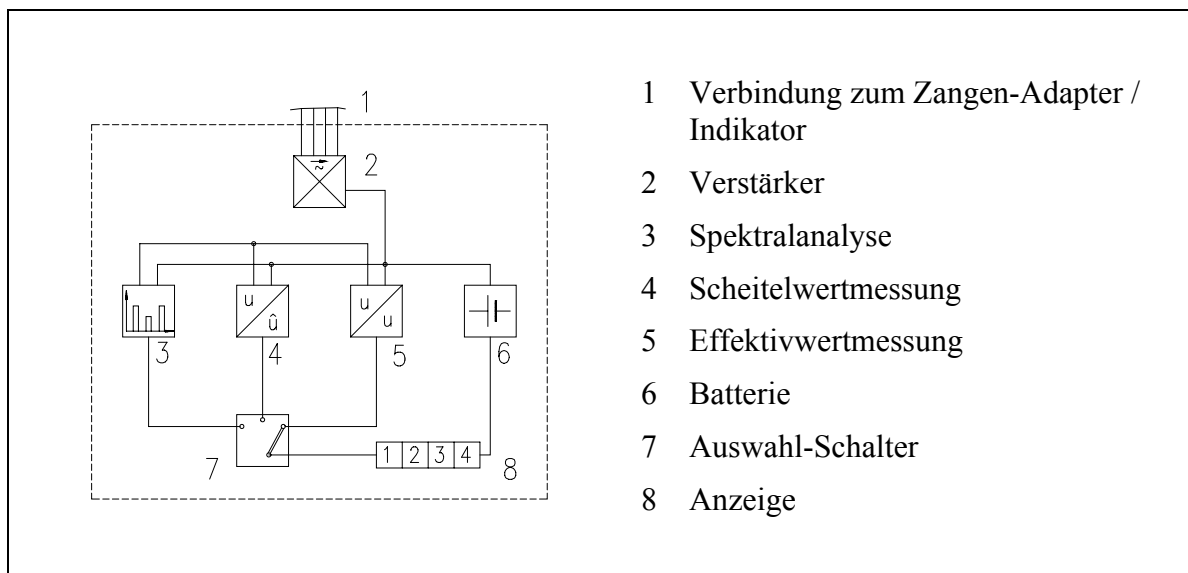 1
2
u
û
u
u
3
4
5
6
7
1 2 3 4
8
1 Verbindung zum Zangen-Adapter /
Indikator
2 Verstärker
3 Spektralanalyse
4 Scheitelwertmessung
5 Effektivwertmessung
6 Batterie
7 Auswahl-Schalter
8 Anzeige